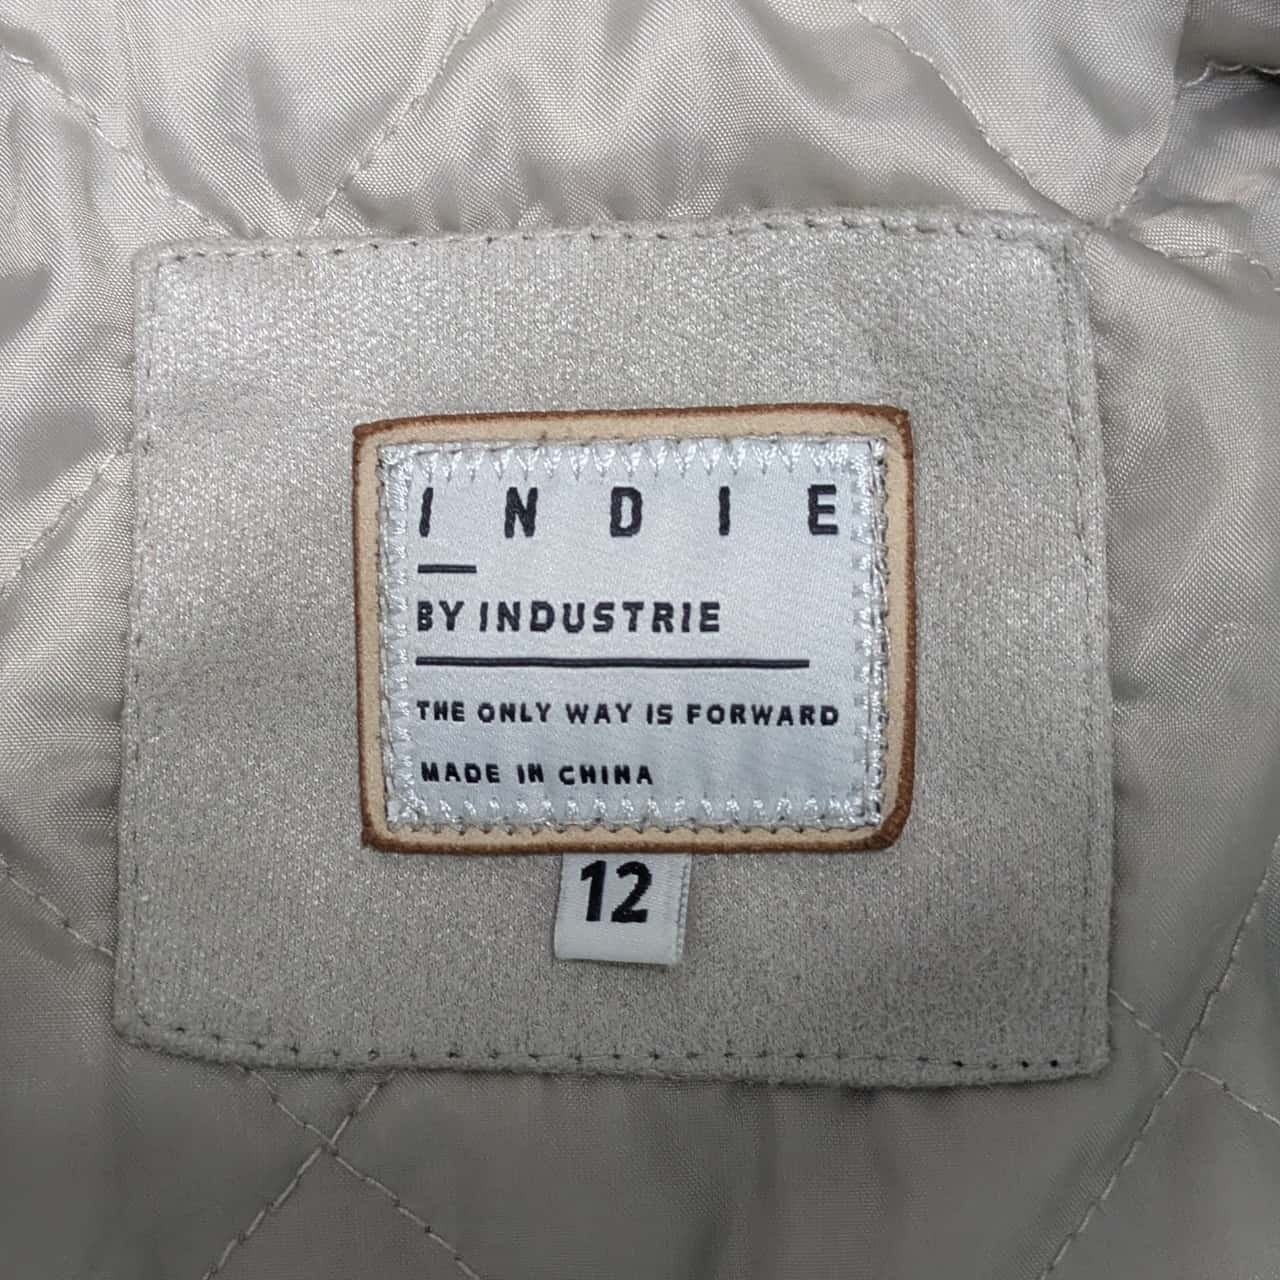 INDIE
BY INDUSTRIE
THE ONLY WAY IS FORWARD
MADE IN CHINA
12